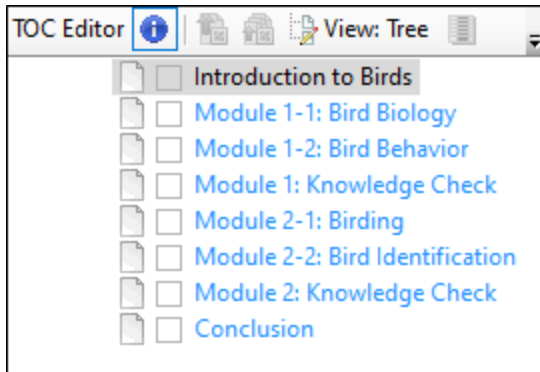 TOC Editor View: Tree
Introduction to Birds
Module 1-1: Bird Biology
Module 1-2: Bird Behavior
Module 1: Knowledge Check
Module 2-1: Birding
Module 2-2: Bird Identification
Module 2: Knowledge Check
Conclusion